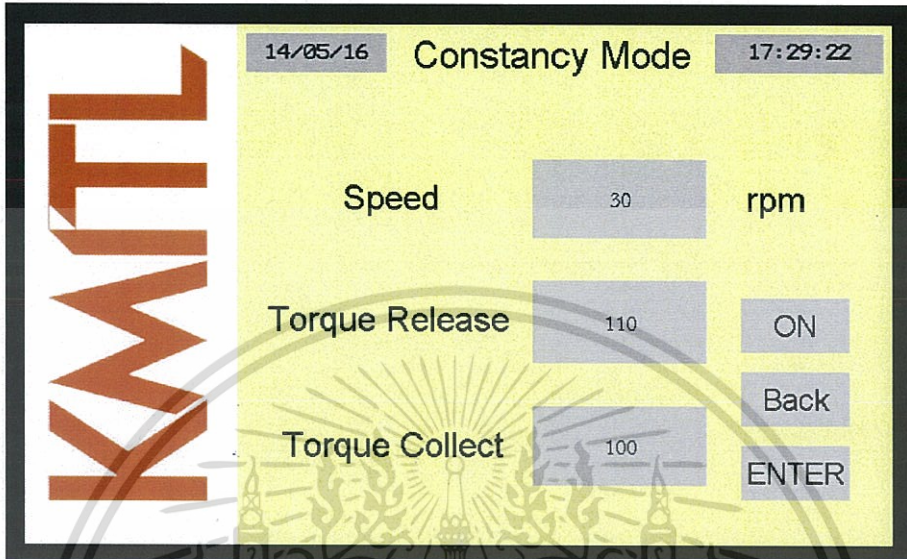 KMITL
14/05/16 Constancy Mode 17:29:22
Speed 30 rpm
Torque Release 110 ON
Back
Torque Collect 100
ENTER